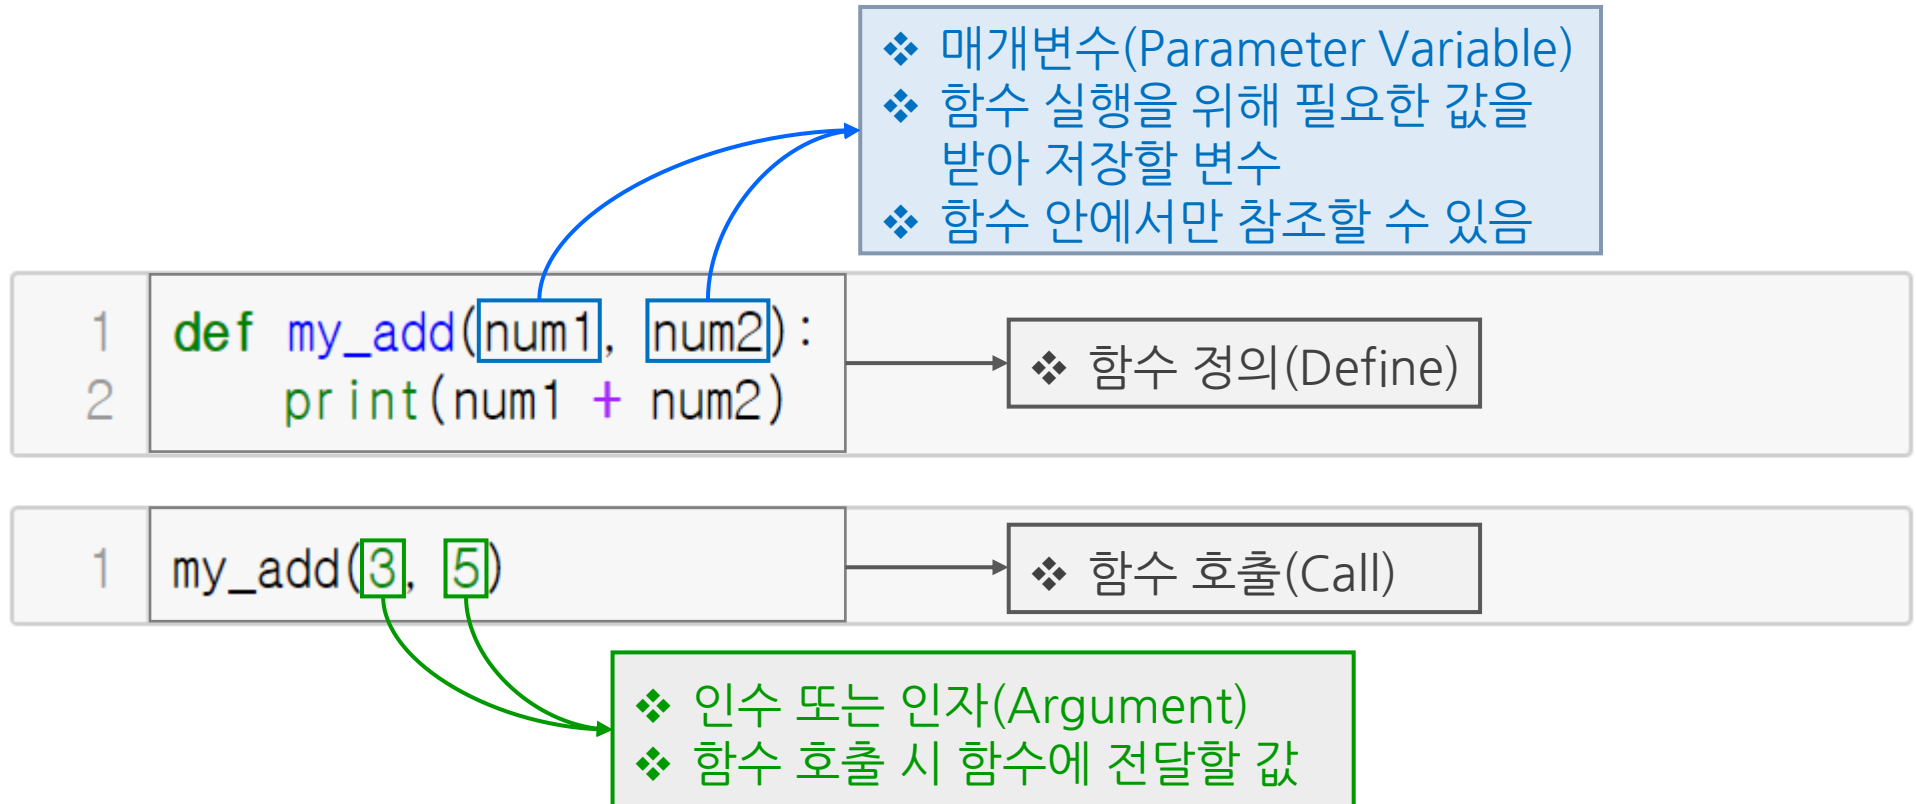 ❖ 매개변수(Parameter Variable)
❖ 함수 실행을 위해 필요한 값을
받아 저장할 변수
❖ 함수 안에서만 참조할 수 있음
1 def my_add(num1, num2):
2 print(num1 + num2)
❖ 함수 정의(Define)
1 my_add(3, 5)
❖ 함수 호출(Call)
❖ 인수 또는 인자(Argument)
❖ 함수 호출 시 함수에 전달할 값